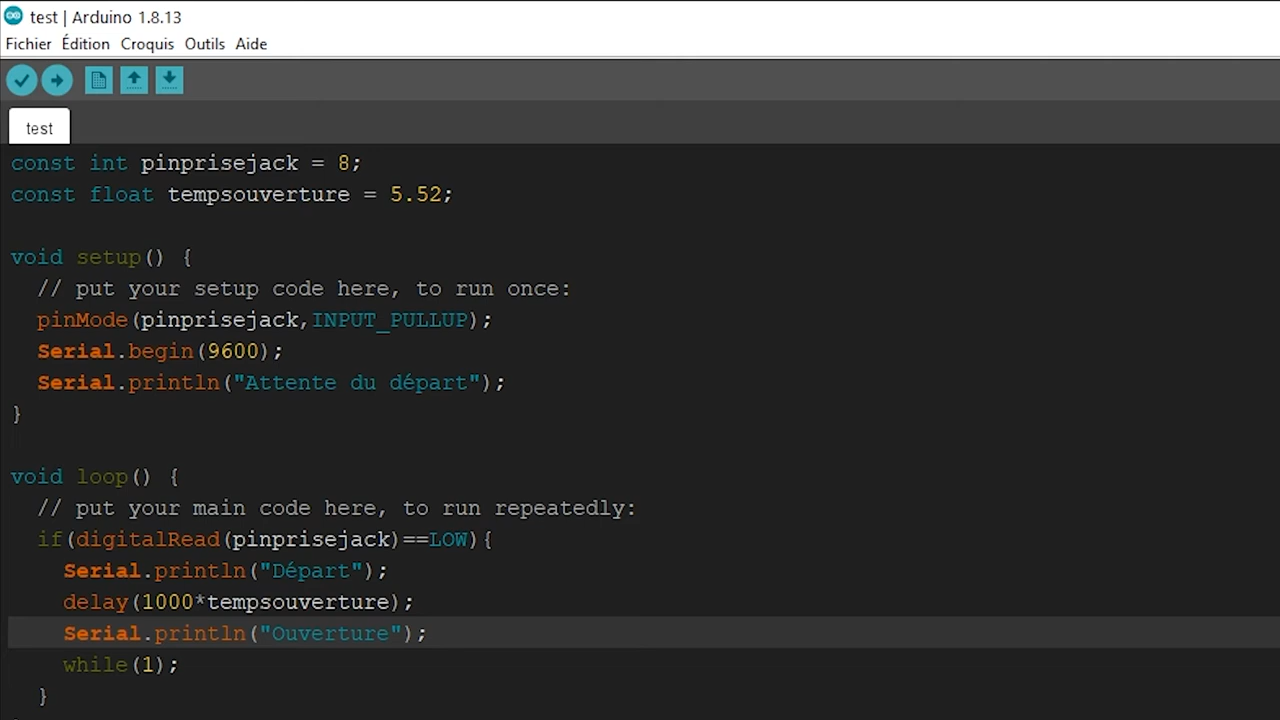 test | Arduino 1.8.13
Fichier Édition Croquis Outils Aide
test
const int pinprisejack = 8;
const float tempsouverture = 5.52;
void setup() {
// put your setup code here, to run once:
pinMode(pinprisejack,INPUT_PULLUP);
Serial.begin(9600);
Serial.println("Attente du départ");
}
void loop() {
// put your main code here, to run repeatedly:
if(digitalRead(pinprisejack)==LOW){
Serial.println("Départ");
delay(1000*tempsouverture);
Serial.println("Ouverture");
while(1);
}